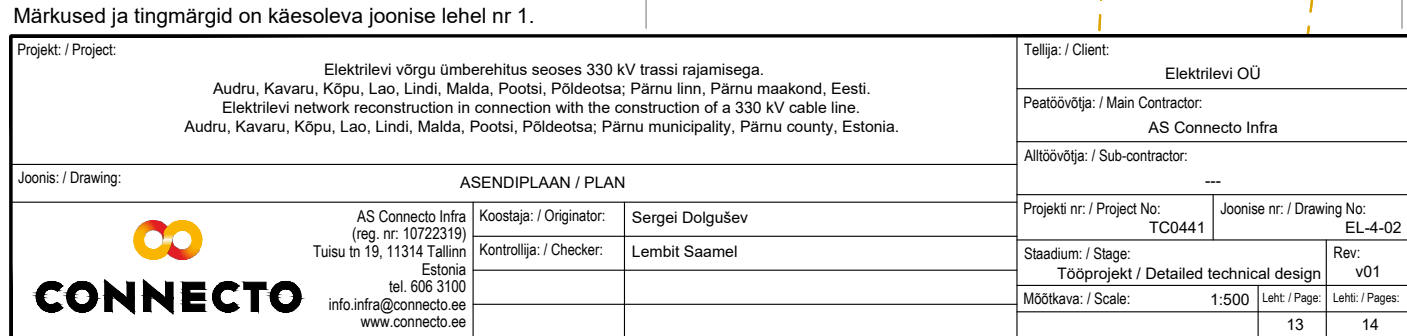 Märkused ja tingmärgid on käesoleva joonise lehel nr 1.
Projekt: / Project:
Elektrilevi võrgu ümberehitus seoses 330 kV trassi rajamisega.
Audru, Kavaru, Kõpu, Lao, Lindi, Malda, Pootsi, Põldeotsa; Pärnu linn, Pärnu maakond, Eesti.
Elektrilevi network reconstruction in connection with the construction of a 330 kV cable line.
Audru, Kavaru, Kõpu, Lao, Lindi, Malda, Pootsi, Põldeotsa; Pärnu municipality, Pärnu county, Estonia.
Joonis: / Drawing:
ASENDIPLAAN / PLAN
CONNECTO
AS Connecto Infra
(reg. nr: 10722319)
Tuisu tn 19, 11314 Tallinn
Estonia
tel. 606 3100
info.infra@connecto.ee
www.connecto.ee
Koostaja: / Originator:
Sergei Dolgušev
Kontrollija: / Checker:
Lembit Saamel
Tellija: / Client:
Elektrilevi OÜ
Peatöövõtja: / Main Contractor:
AS Connecto Infra
Alltöövõtja: / Sub-contractor:
---
Projekti nr: / Project No:
TC0441
Joonise nr: / Drawing No:
EL-4-02
Staadium: / Stage:
Tööprojekt / Detailed technical design
Rev:
v01
Mõõtkava: / Scale:
1:500
Leht: / Page:
13
Lehti: / Pages:
14